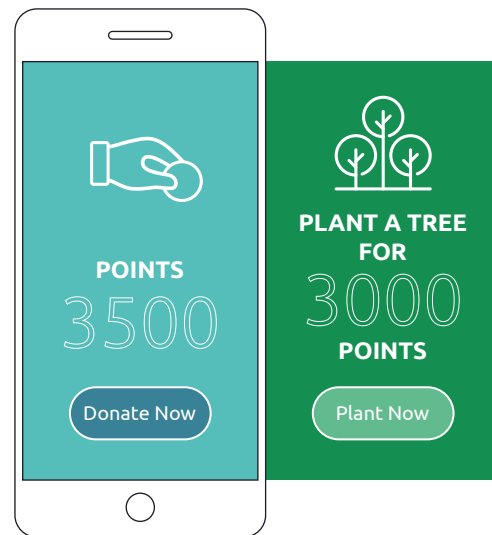 POINTS
3500
Donate Now
PLANT A TREE
FOR
3000
POINTS
Plant Now